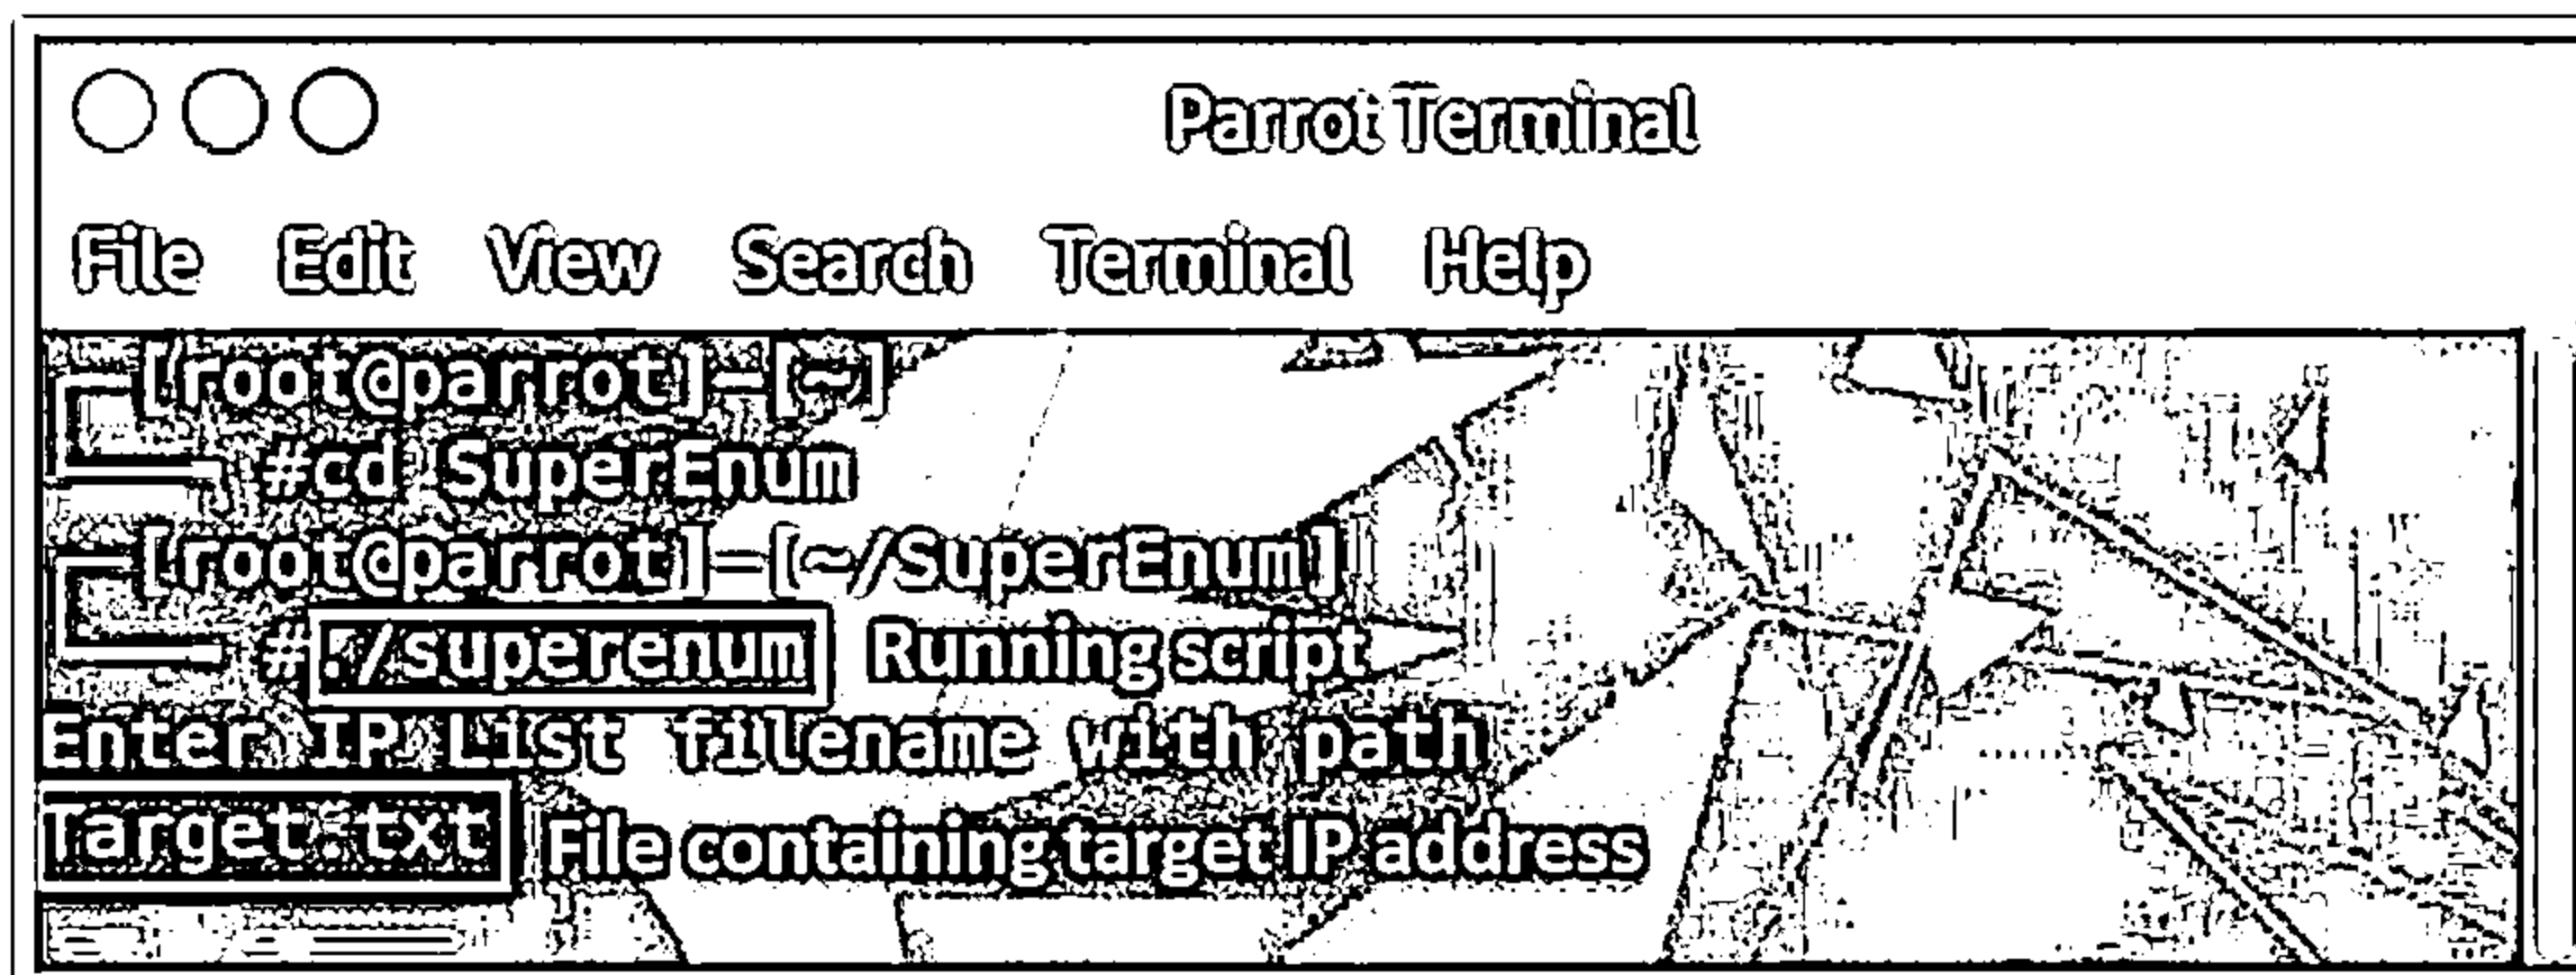 Parrot Terminal
File Edit View Search Terminal Help
[root@parrot]-[~]
#cd SuperEnum
[root@parrot]-[~/SuperEnum]
#./superenum Running script
Enter IP List filename with path
Target.txt File containing target IP address